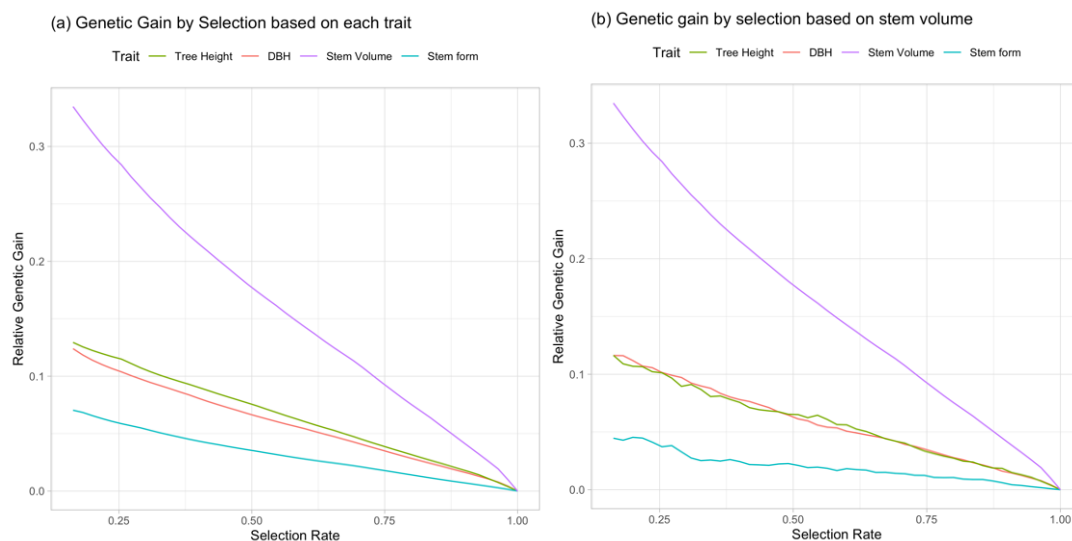 (a) Genetic Gain by Selection based on each trait
Trait Tree Height DBH Stem Volume Stem form
0.3
0.2
0.1
0.0
Relative Genetic Gain
0.25 0.50 0.75 1.00
Selection Rate
(b) Genetic gain by selection based on stem volume
Trait Tree Height DBH Stem Volume Stem form
0.3
0.2
0.1
0.0
Relative Genetic Gain
0.25 0.50 0.75 1.00
Selection Rate